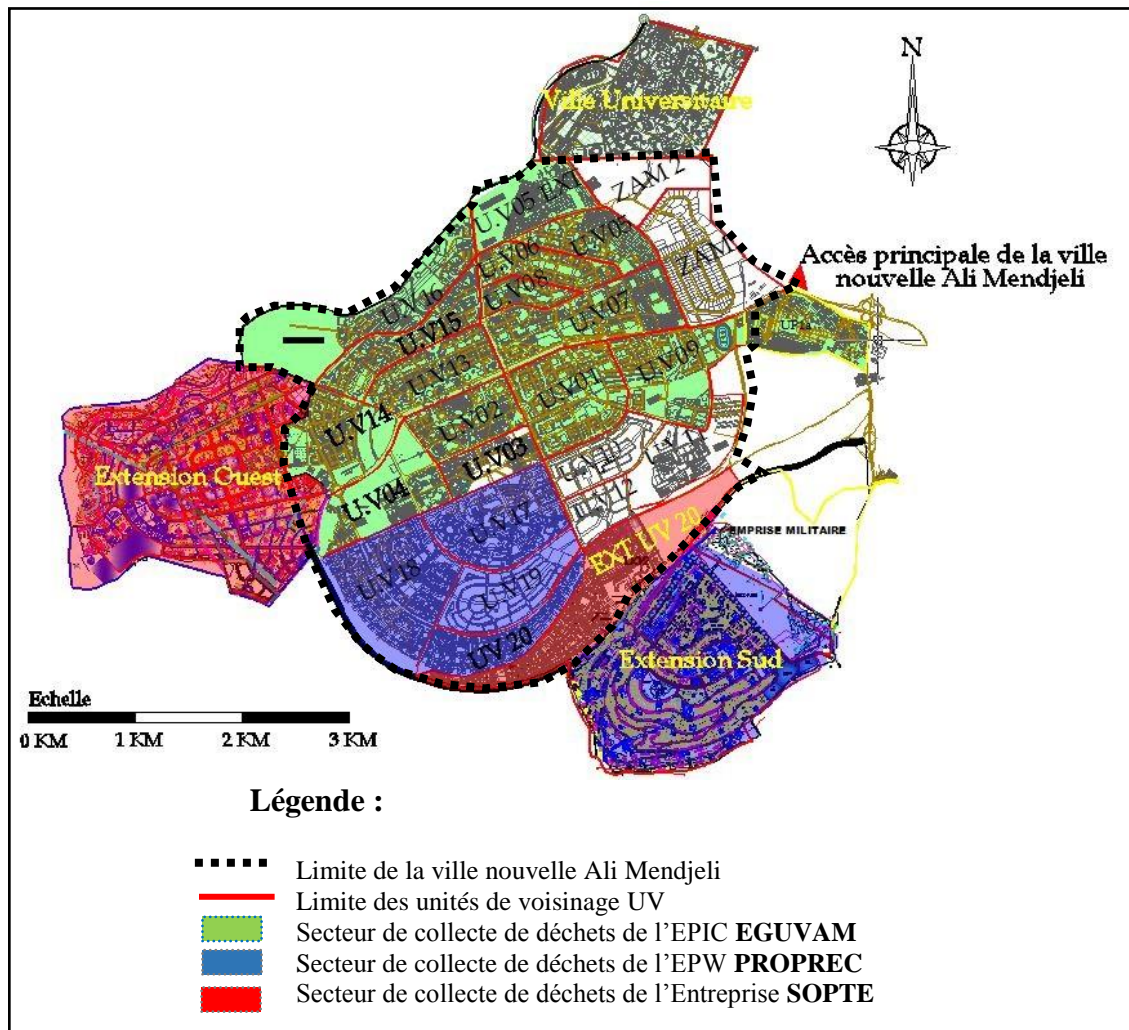 N
Ville Universitaire
ZAM 2
U.V05 EXT
U.V06
U.V05
ZAM
Accès principale de la ville
nouvelle Ali Mendjeli
U.V16
U.V08
U.V15
U.V07
U.V13
U.V09
U.V01
U.V14
U.V02
U.V03
Extension Ouest
U.V04
U.V12
U.V17
EXT UV 20
EMPRISE MILITAIRE
U.V18
U.V19
UV 20
Extension Sud
Echelle
0 KM 1 KM 2 KM 3 KM
Légende :
Limite de la ville nouvelle Ali Mendjeli
Limite des unités de voisinage UV
Secteur de collecte de déchets de l’EPIC EGUVAM
Secteur de collecte de déchets de l’EPW PROPREC
Secteur de collecte de déchets de l’Entreprise SOPTE